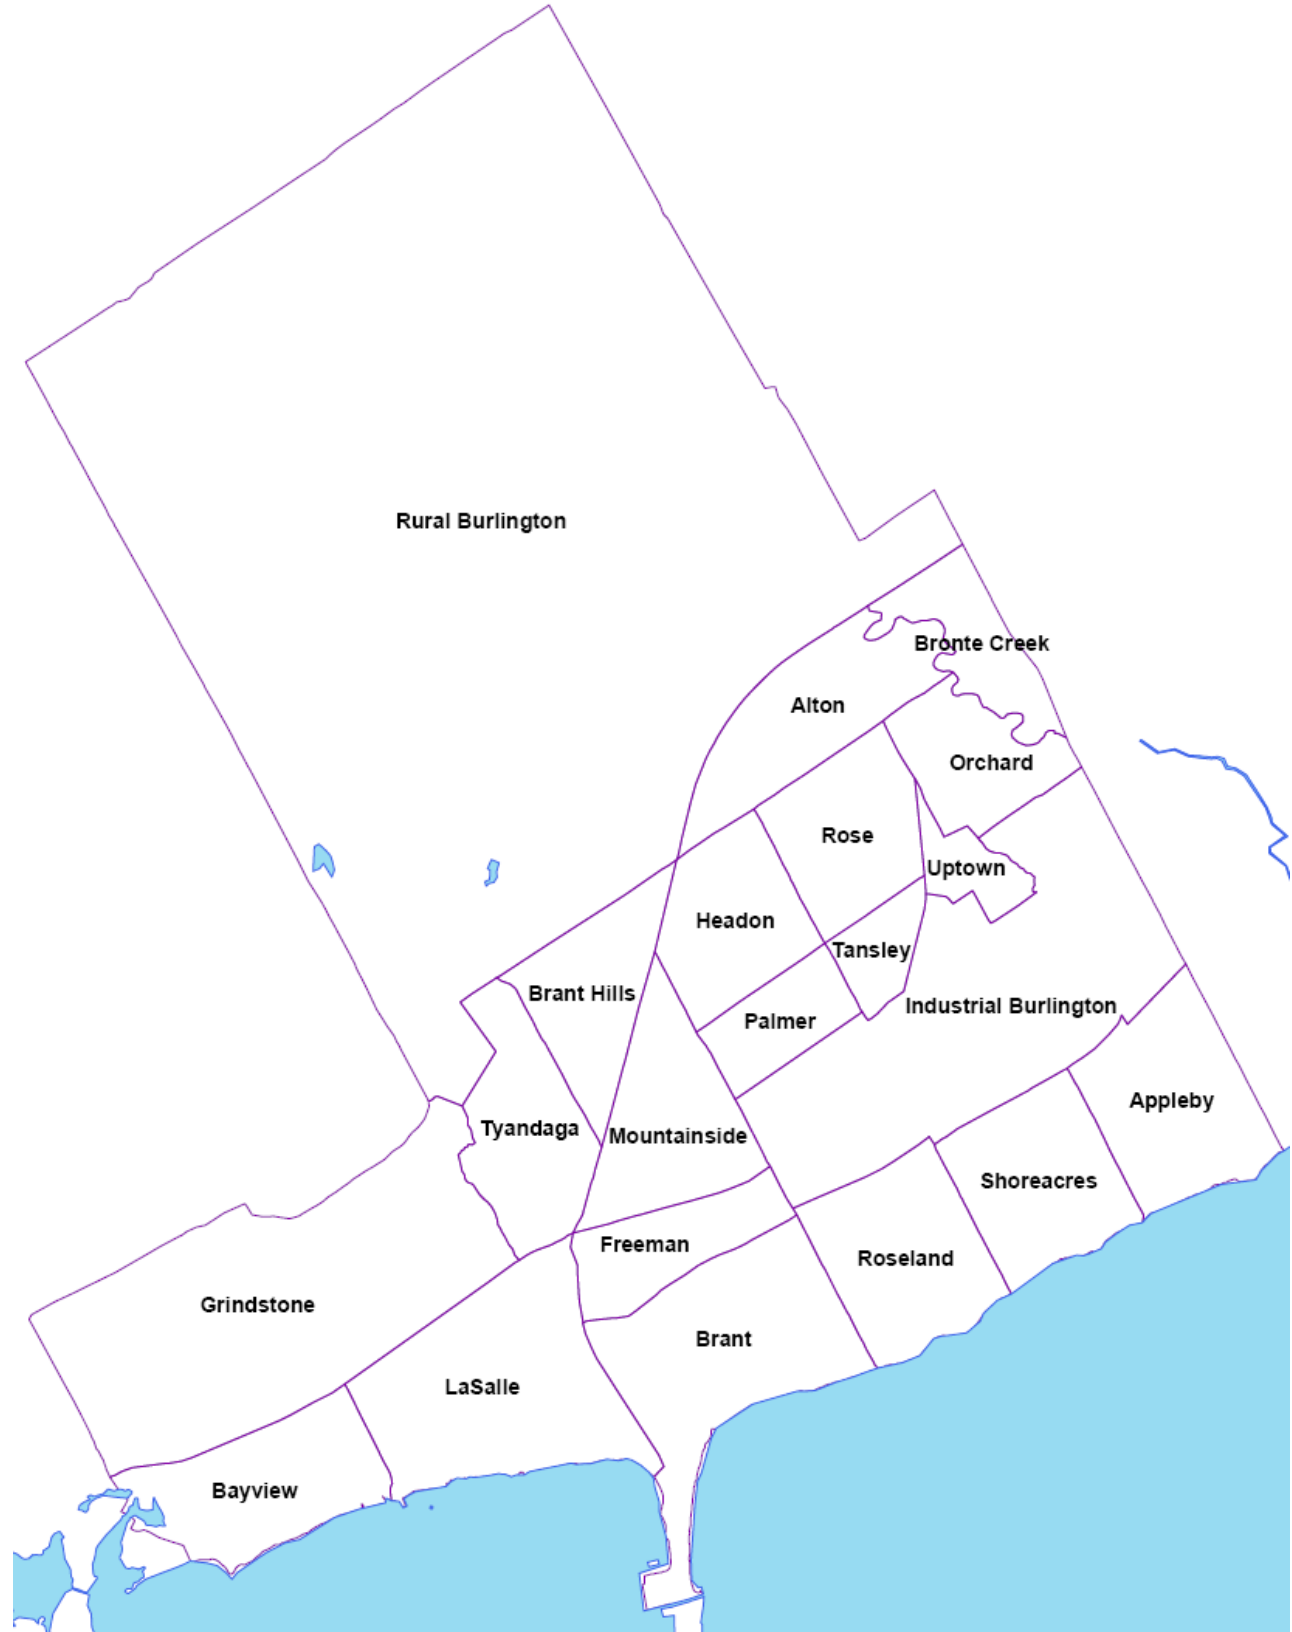 Rural Burlington
Bronte Creek
Alton
Orchard
Rose
Uptown
Headon
Tansley
Brant Hills
Industrial Burlington
Palmer
Appleby
Tyandaga
Mountainside
Shoreacres
Freeman
Roseland
Grindstone
Brant
LaSalle
Bayview